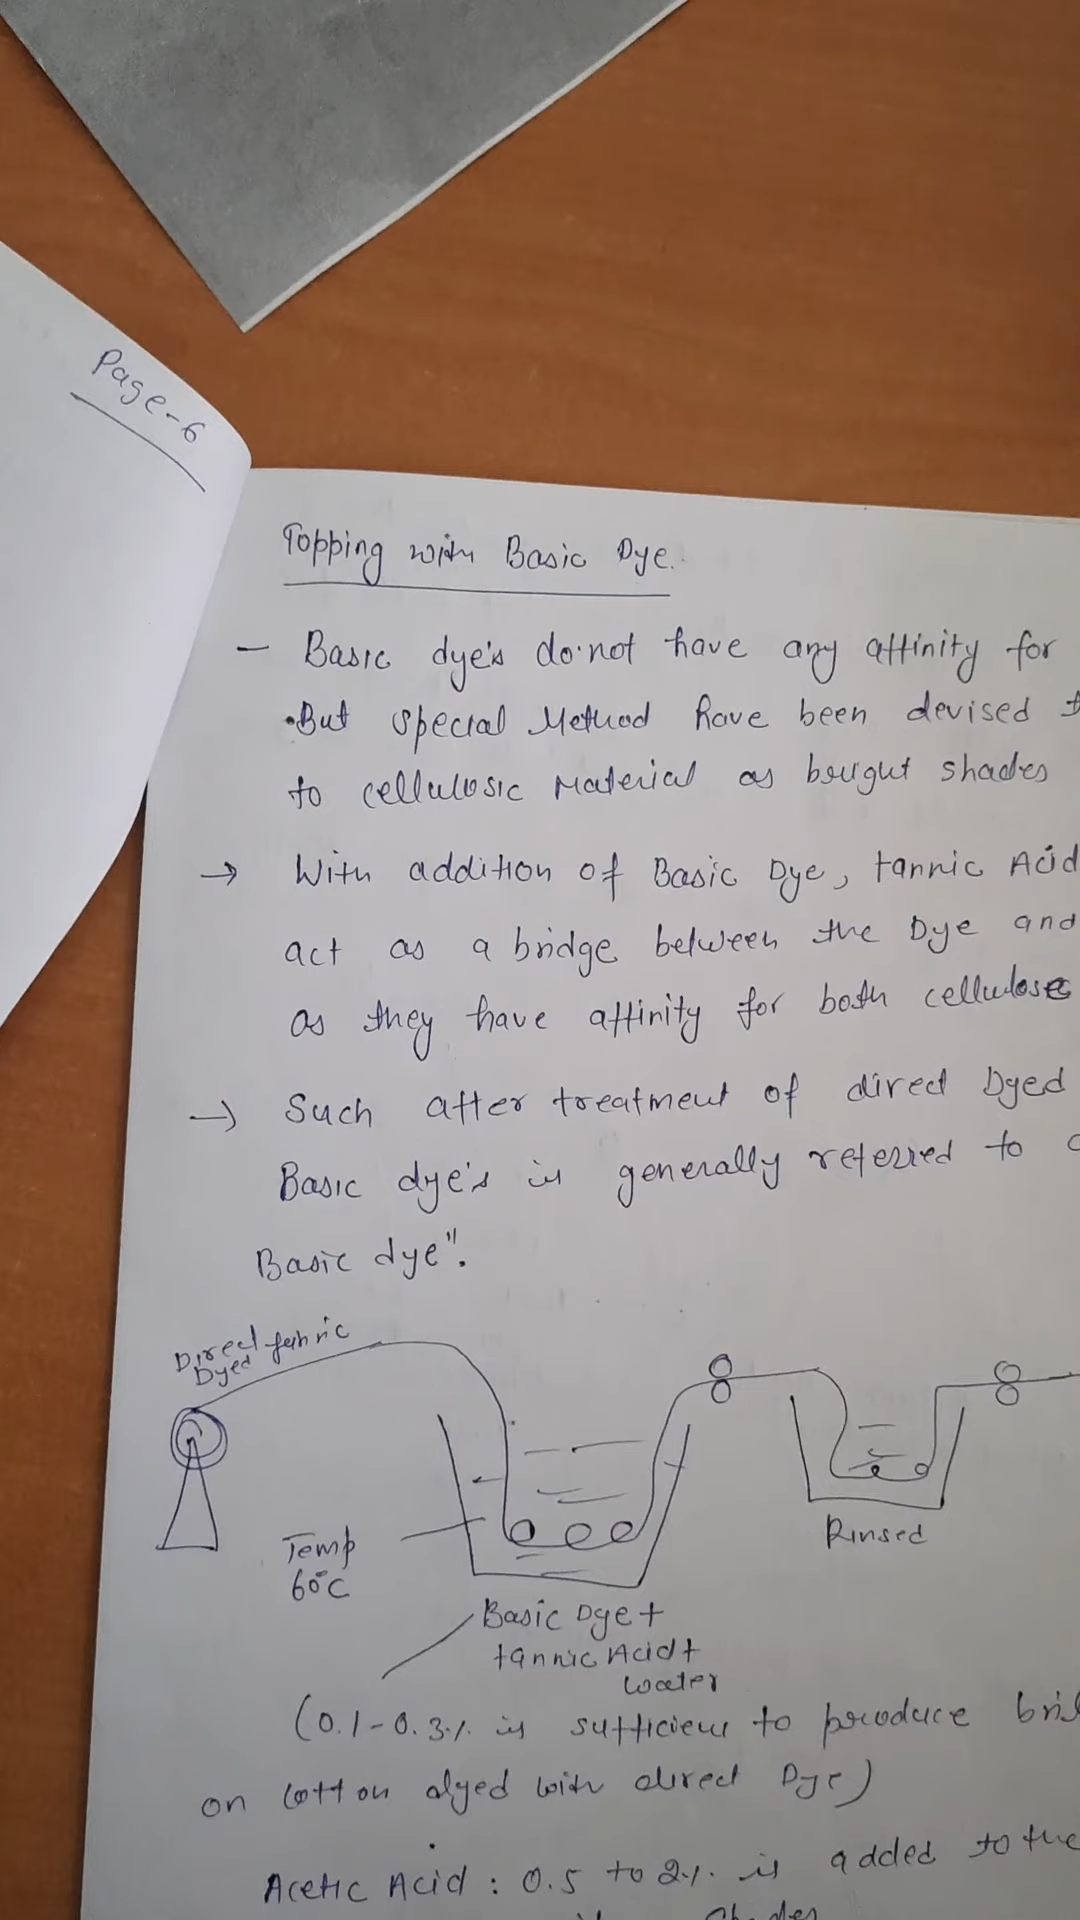 Page-6
Topping with Basic Dye.
- Basic dye's do not have any affinity for
But special Method have been devised
to cellulosic Material as bright shades
→ With addition of Basic Dye, tannic Acid
act as a bridge between the Dye and
as they have affinity for both cellulose
→ Such after treatment of direct Dyed
Basic dye's is generally referred to
Basic dye".
Direct fabric
Dyed
Temp
60°C
Rinsed
Basic Dye +
tannic Acid +
water
(0.1-0.3% is sufficient to produce
on cotton dyed with direct Dye)
Acetic Acid : 0.5 to 2% is added to the